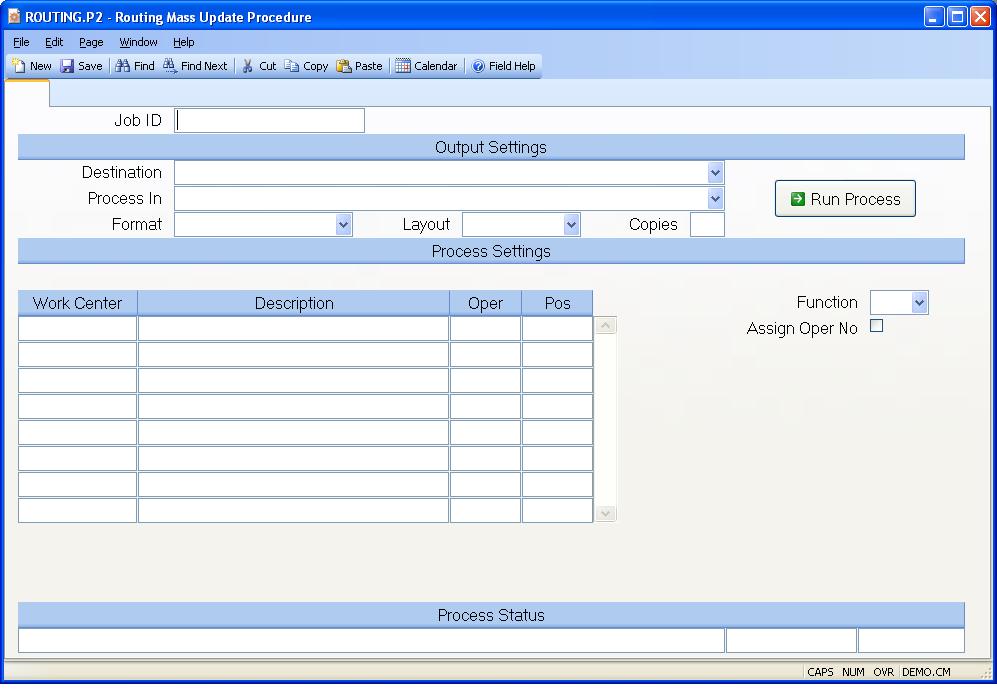 ROUTING.P2 - Routing Mass Update Procedure
File Edit Page Window Help
New Save Find Find Next Cut Copy Paste Calendar Field Help
Job ID
Output Settings
Destination
Process In
Run Process
Format Layout Copies
Process Settings
Work Center Description Oper Pos
Function
Assign Oper No
Process Status
CAPS NUM OVR DEMO.CM